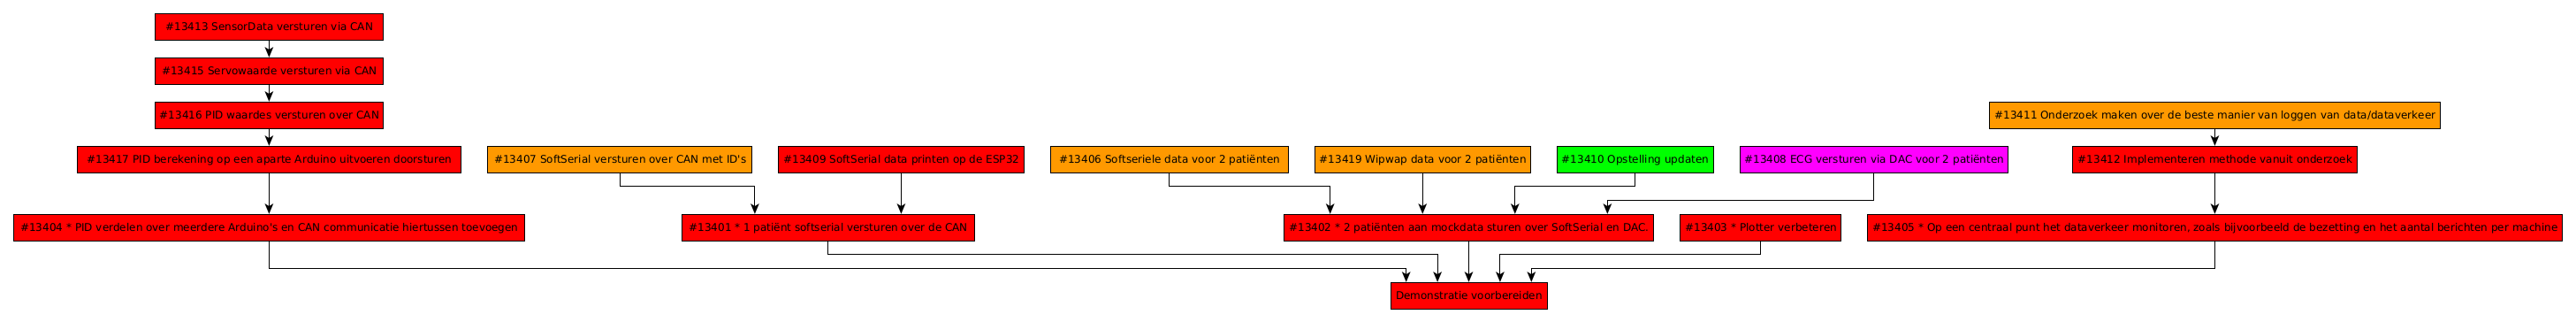 #13413 SensorData versturen via CAN
#13415 Servowaarde versturen via CAN
#13416 PID waardes versturen over CAN
#13411 Onderzoek maken over de beste manier van loggen van data/dataverkeer
#13417 PID berekening op een aparte Arduino uitvoeren doorsturen
#13407 SoftSerial versturen over CAN met ID's
#13409 SoftSerial data printen op de ESP32
#13406 Softseriele data voor 2 patiënten
#13419 Wipwap data voor 2 patiënten
#13410 Opstelling updaten
#13408 ECG versturen via DAC voor 2 patiënten
#13412 Implementeren methode vanuit onderzoek
#13404 * PID verdelen over meerdere Arduino's en CAN communicatie hiertussen toevoegen
#13401 * 1 patiënt softserial versturen over de CAN
#13402 * 2 patiënten aan mockdata sturen over SoftSerial en DAC.
#13403 * Plotter verbeteren
#13405 * Op een centraal punt het dataverkeer monitoren, zoals bijvoorbeeld de bezetting en het aantal berichten per machine
Demonstratie voorbereiden